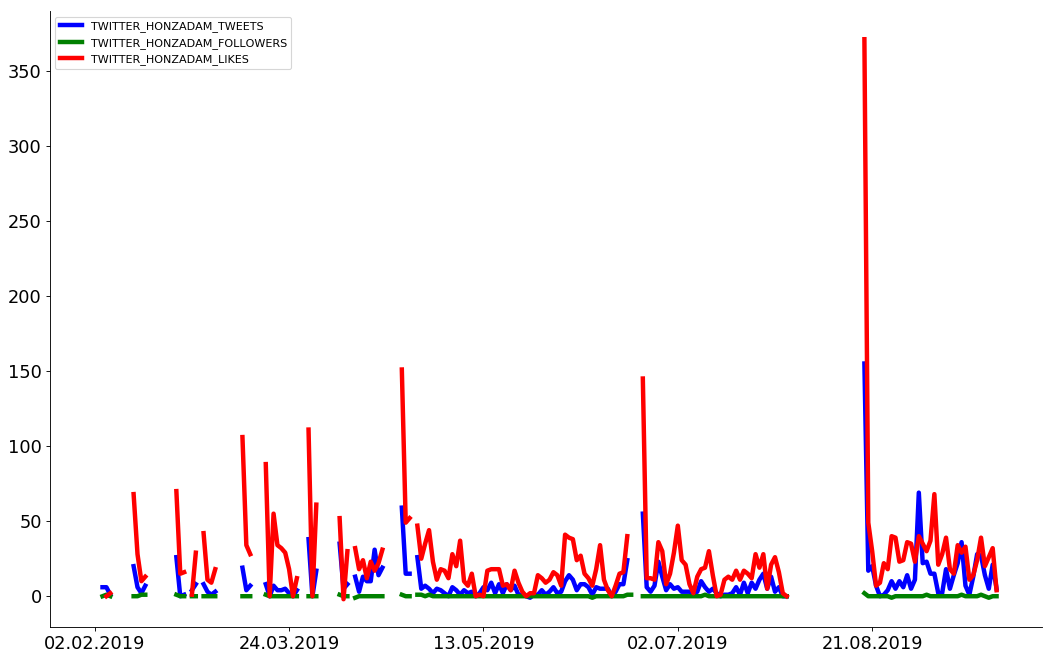 TWITTER_HONZADAM_TWEETS
TWITTER_HONZADAM_FOLLOWERS
TWITTER_HONZADAM_LIKES
350
300
250
200
150
100
50
0
02.02.2019 24.03.2019 13.05.2019 02.07.2019 21.08.2019